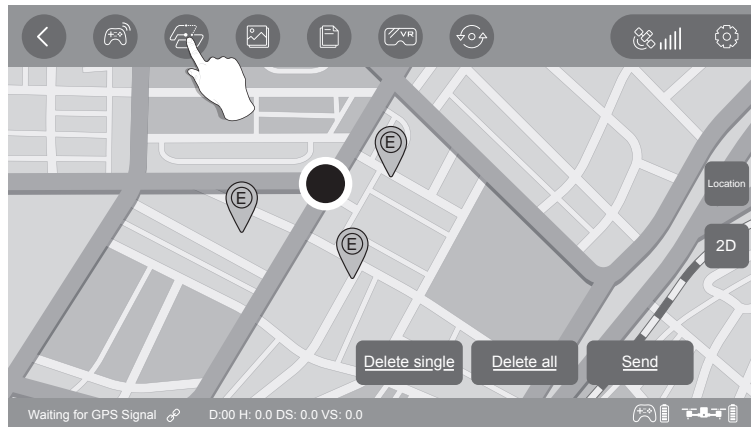 VR
E
Location
E
E
2D
Delete single Delete all Send
Waiting for GPS Signal D:00 H: 0.0 DS: 0.0 VS: 0.0